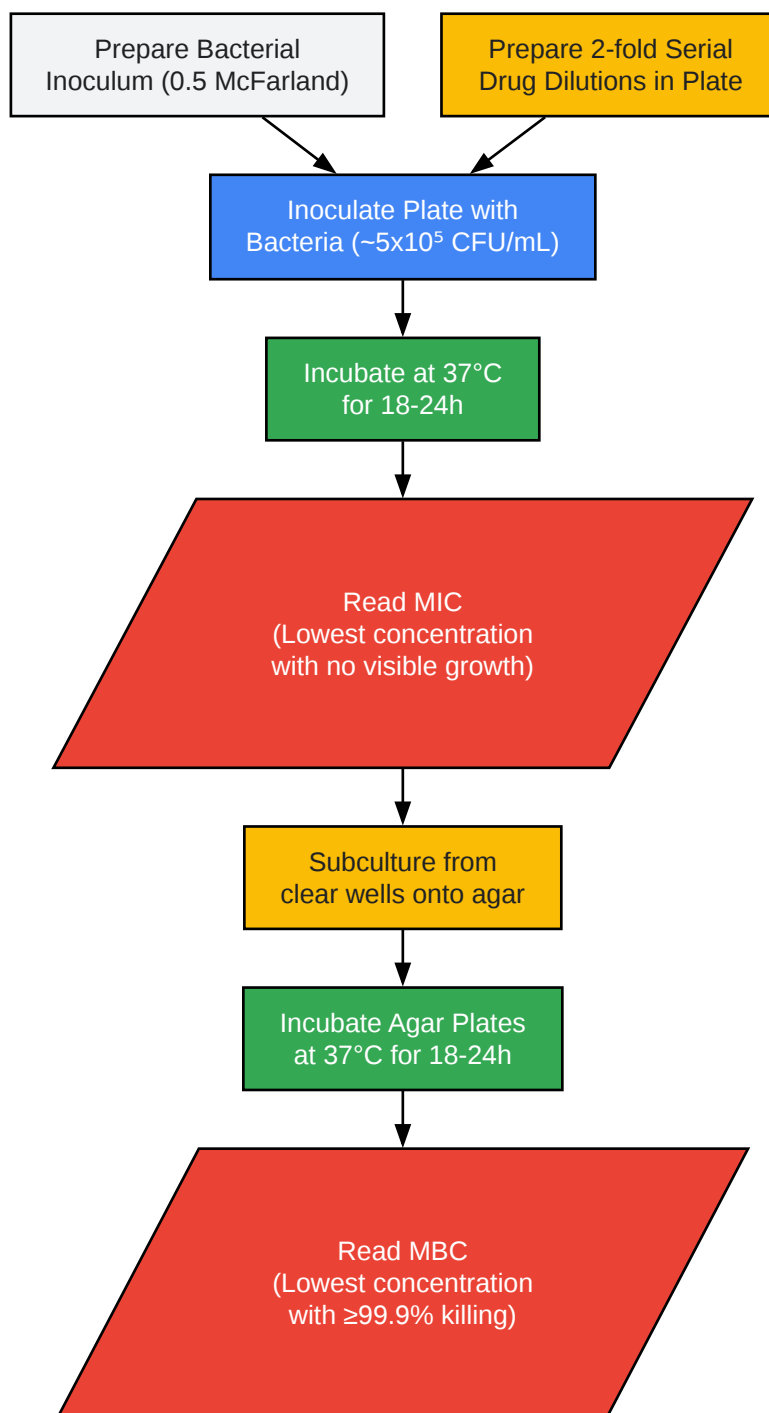 Prepare Bacterial
Inoculum (0.5 McFarland)
Prepare 2-fold Serial
Drug Dilutions in Plate
Inoculate Plate with
Bacteria (~5x10⁵ CFU/mL)
Incubate at 37°C
for 18-24h
Read MIC
(Lowest concentration
with no visible growth)
Subculture from
clear wells onto agar
Incubate Agar Plates
at 37°C for 18-24h
Read MBC
(Lowest concentration
with ≥99.9% killing)